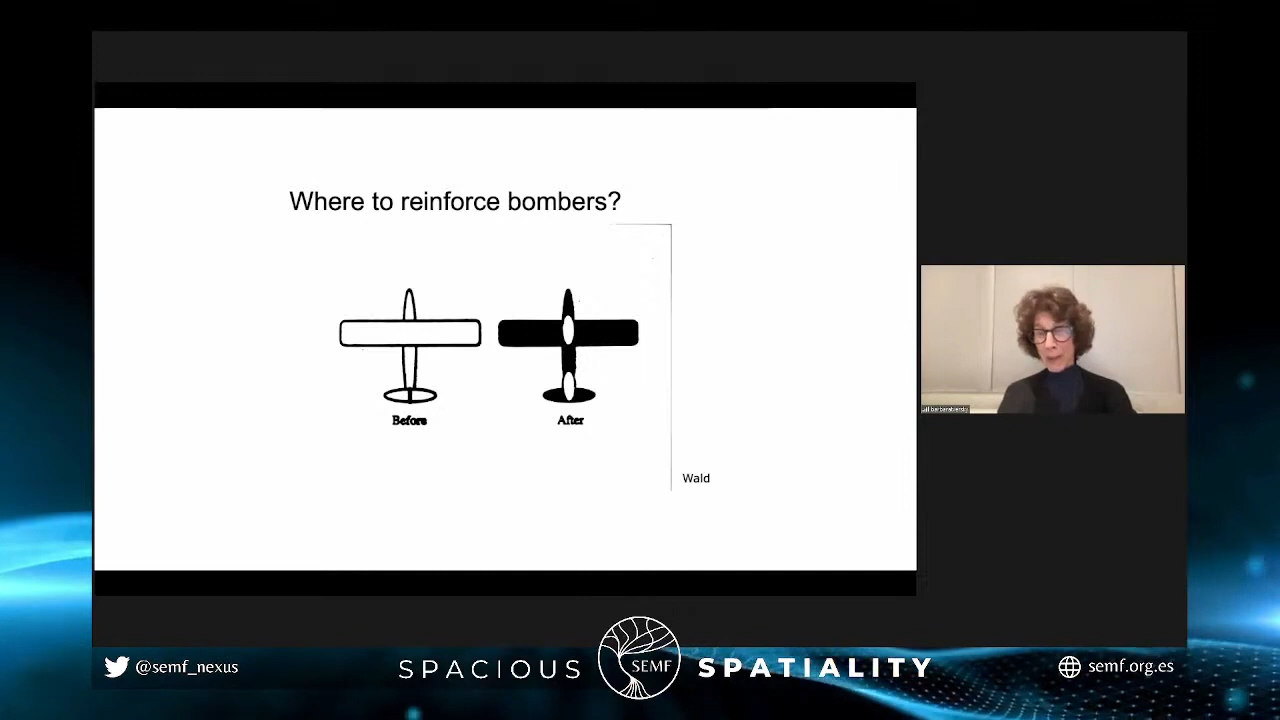 Where to reinforce bombers?
Before
After
Wald
@semf_nexus
SPACIOUS
SEMF
SPATIALITY
semf.org.es